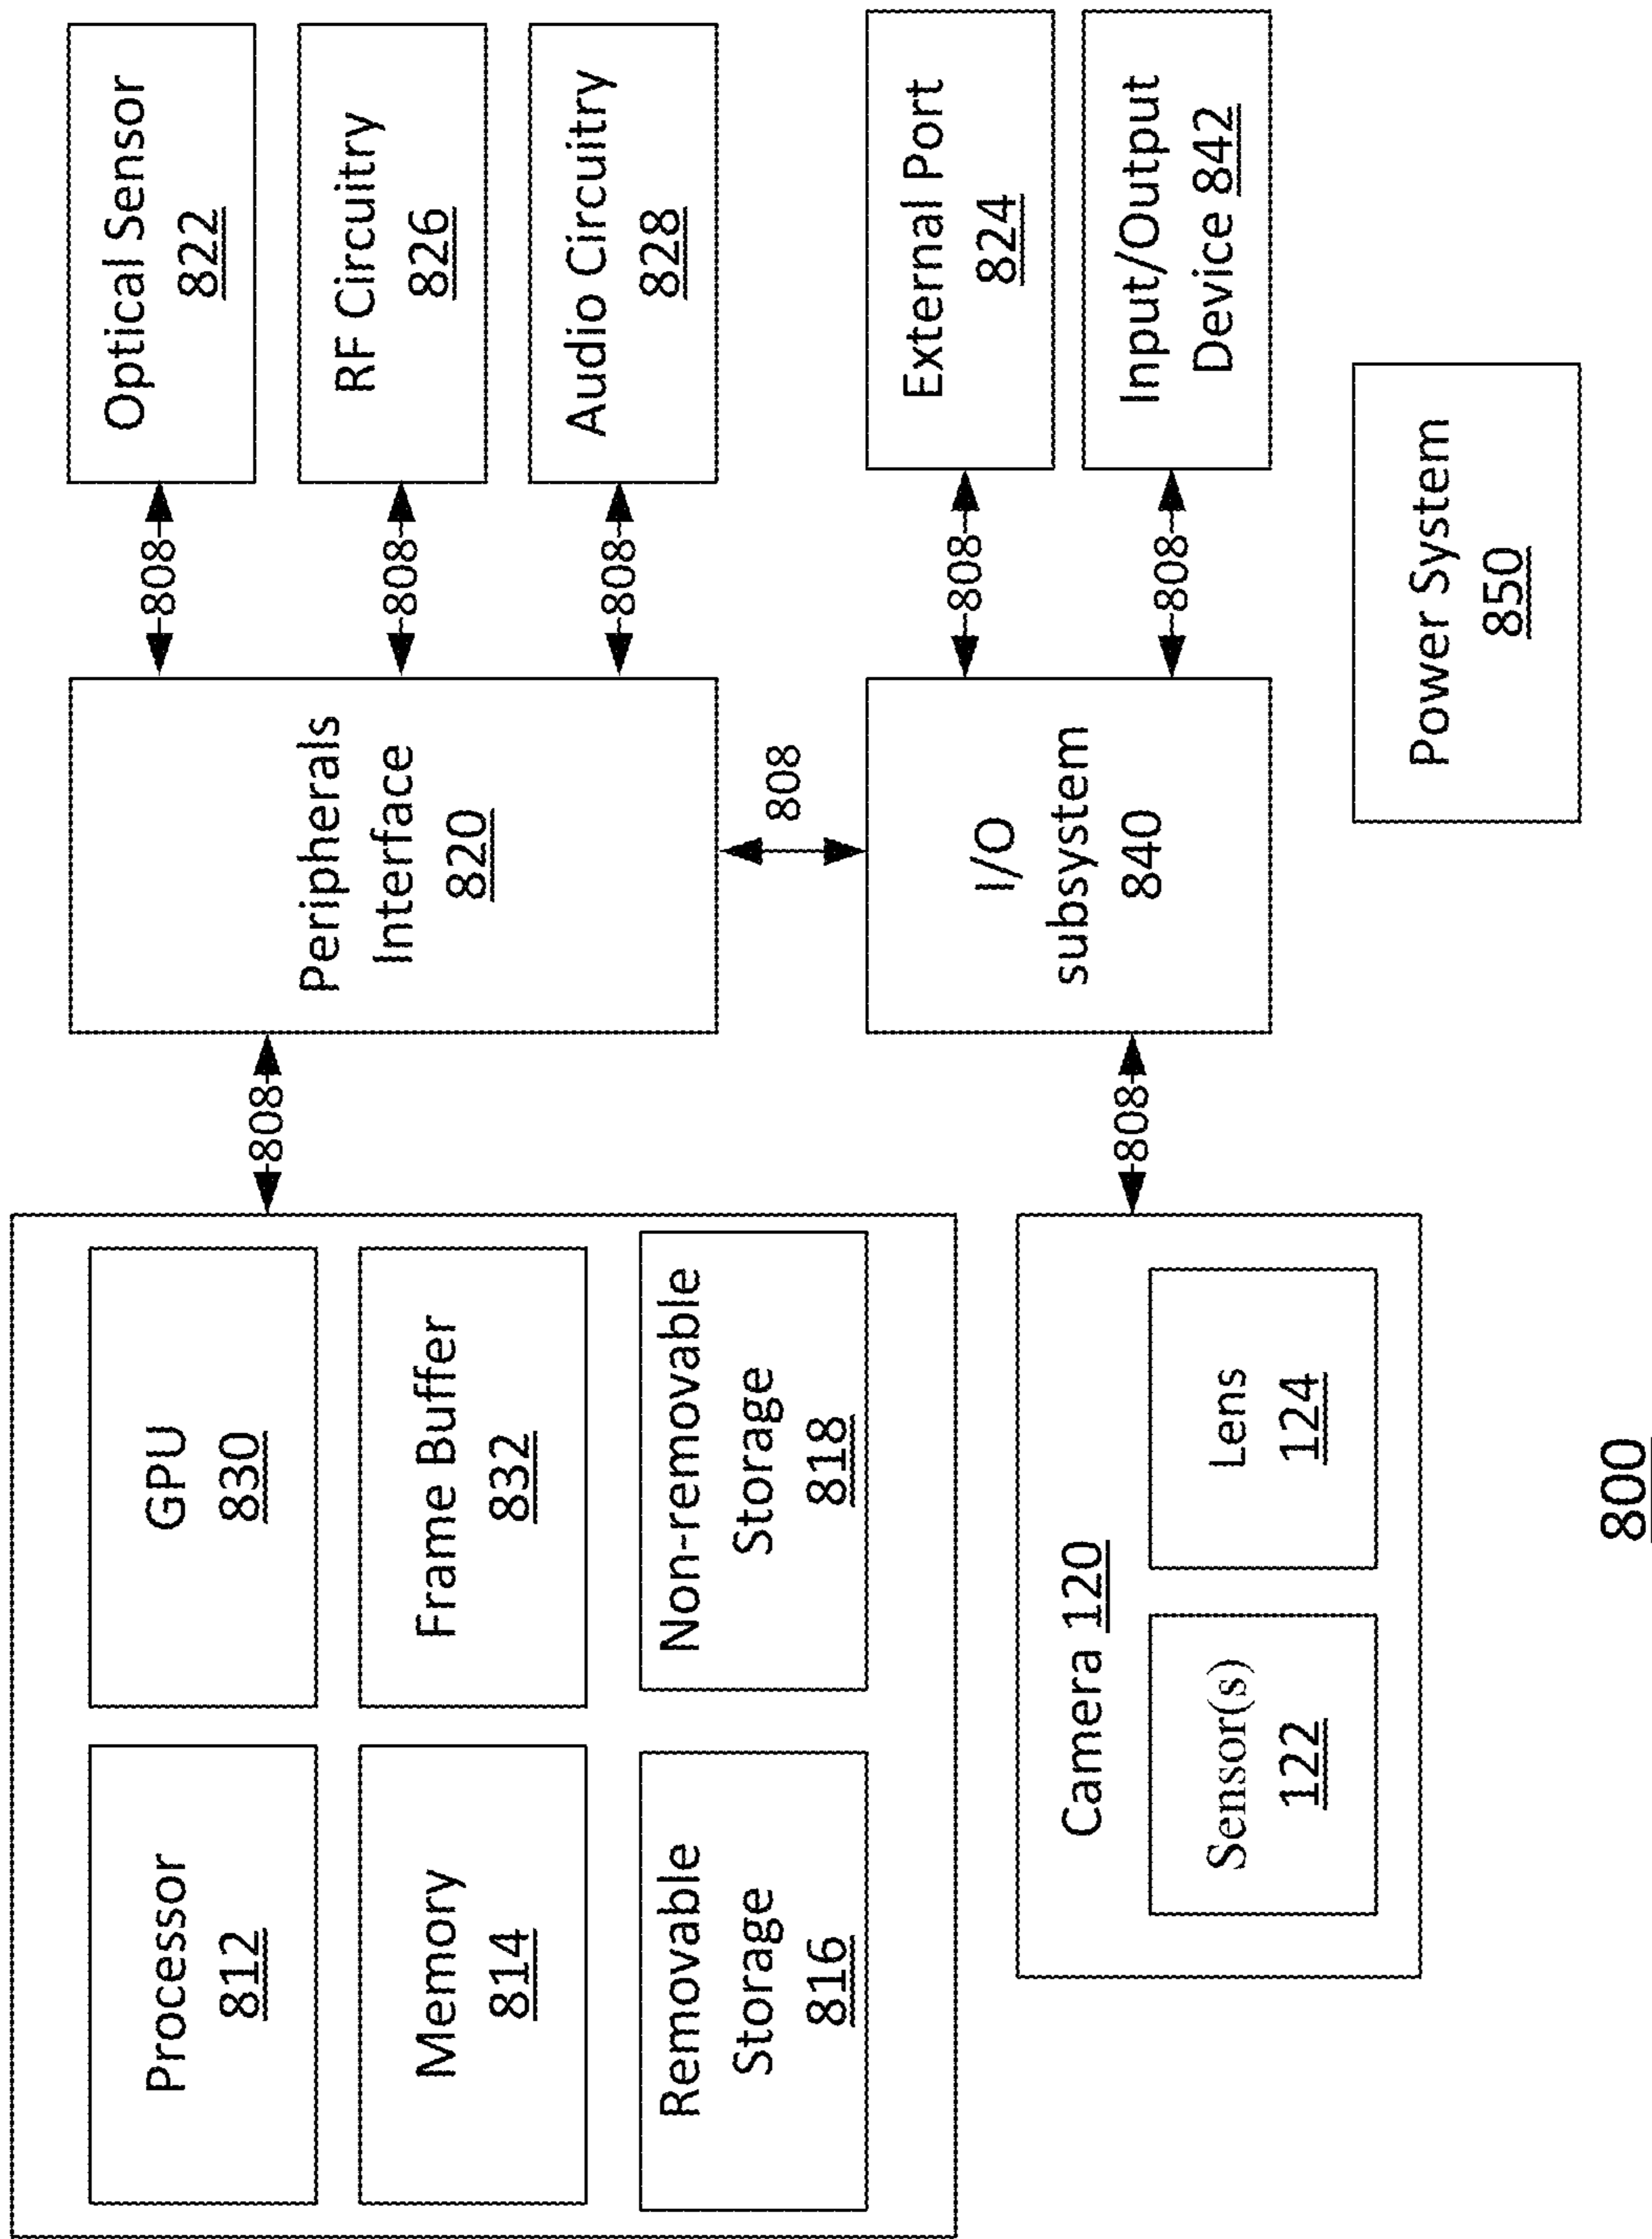 Processor
812
GPU
830
Memory
814
Frame Buffer
832
Removable
Storage
816
Non-removable
Storage
818
808
Peripherals
Interface
820
808
Optical Sensor
822
808
RF Circuitry
826
808
Audio Circuitry
828
808
Camera 120
Sensor(s)
122
Lens
124
808
I/O
subsystem
840
808
External Port
824
808
Input/Output
Device 842
Power System
850
800